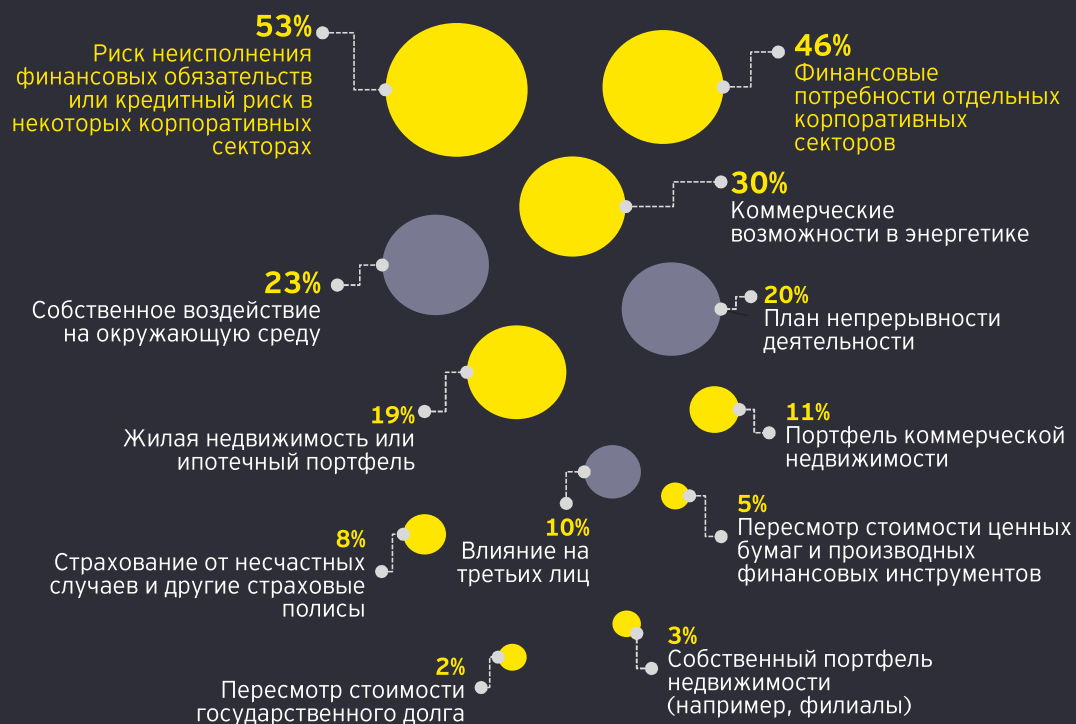 53%
Риск неисполнения
финансовых обязательств
или кредитный риск в
некоторых корпоративных
секторах
46%
Финансовые
потребности отдельных
корпоративных
секторов
30%
Коммерческие
возможности в энергетике
23%
Собственное воздействие
на окружающую среду
20%
План непрерывности
деятельности
19%
Жилая недвижимость или
ипотечный портфель
11%
Портфель коммерческой
недвижимости
10%
Влияние на
третьих лиц
5%
Пересмотр стоимости ценных
бумаг и производных
финансовых инструментов
8%
Страхование от несчастных
случаев и другие страховые
полисы
3%
Собственный портфель
недвижимости
(например, филиалы)
2%
Пересмотр стоимости
государственного долга